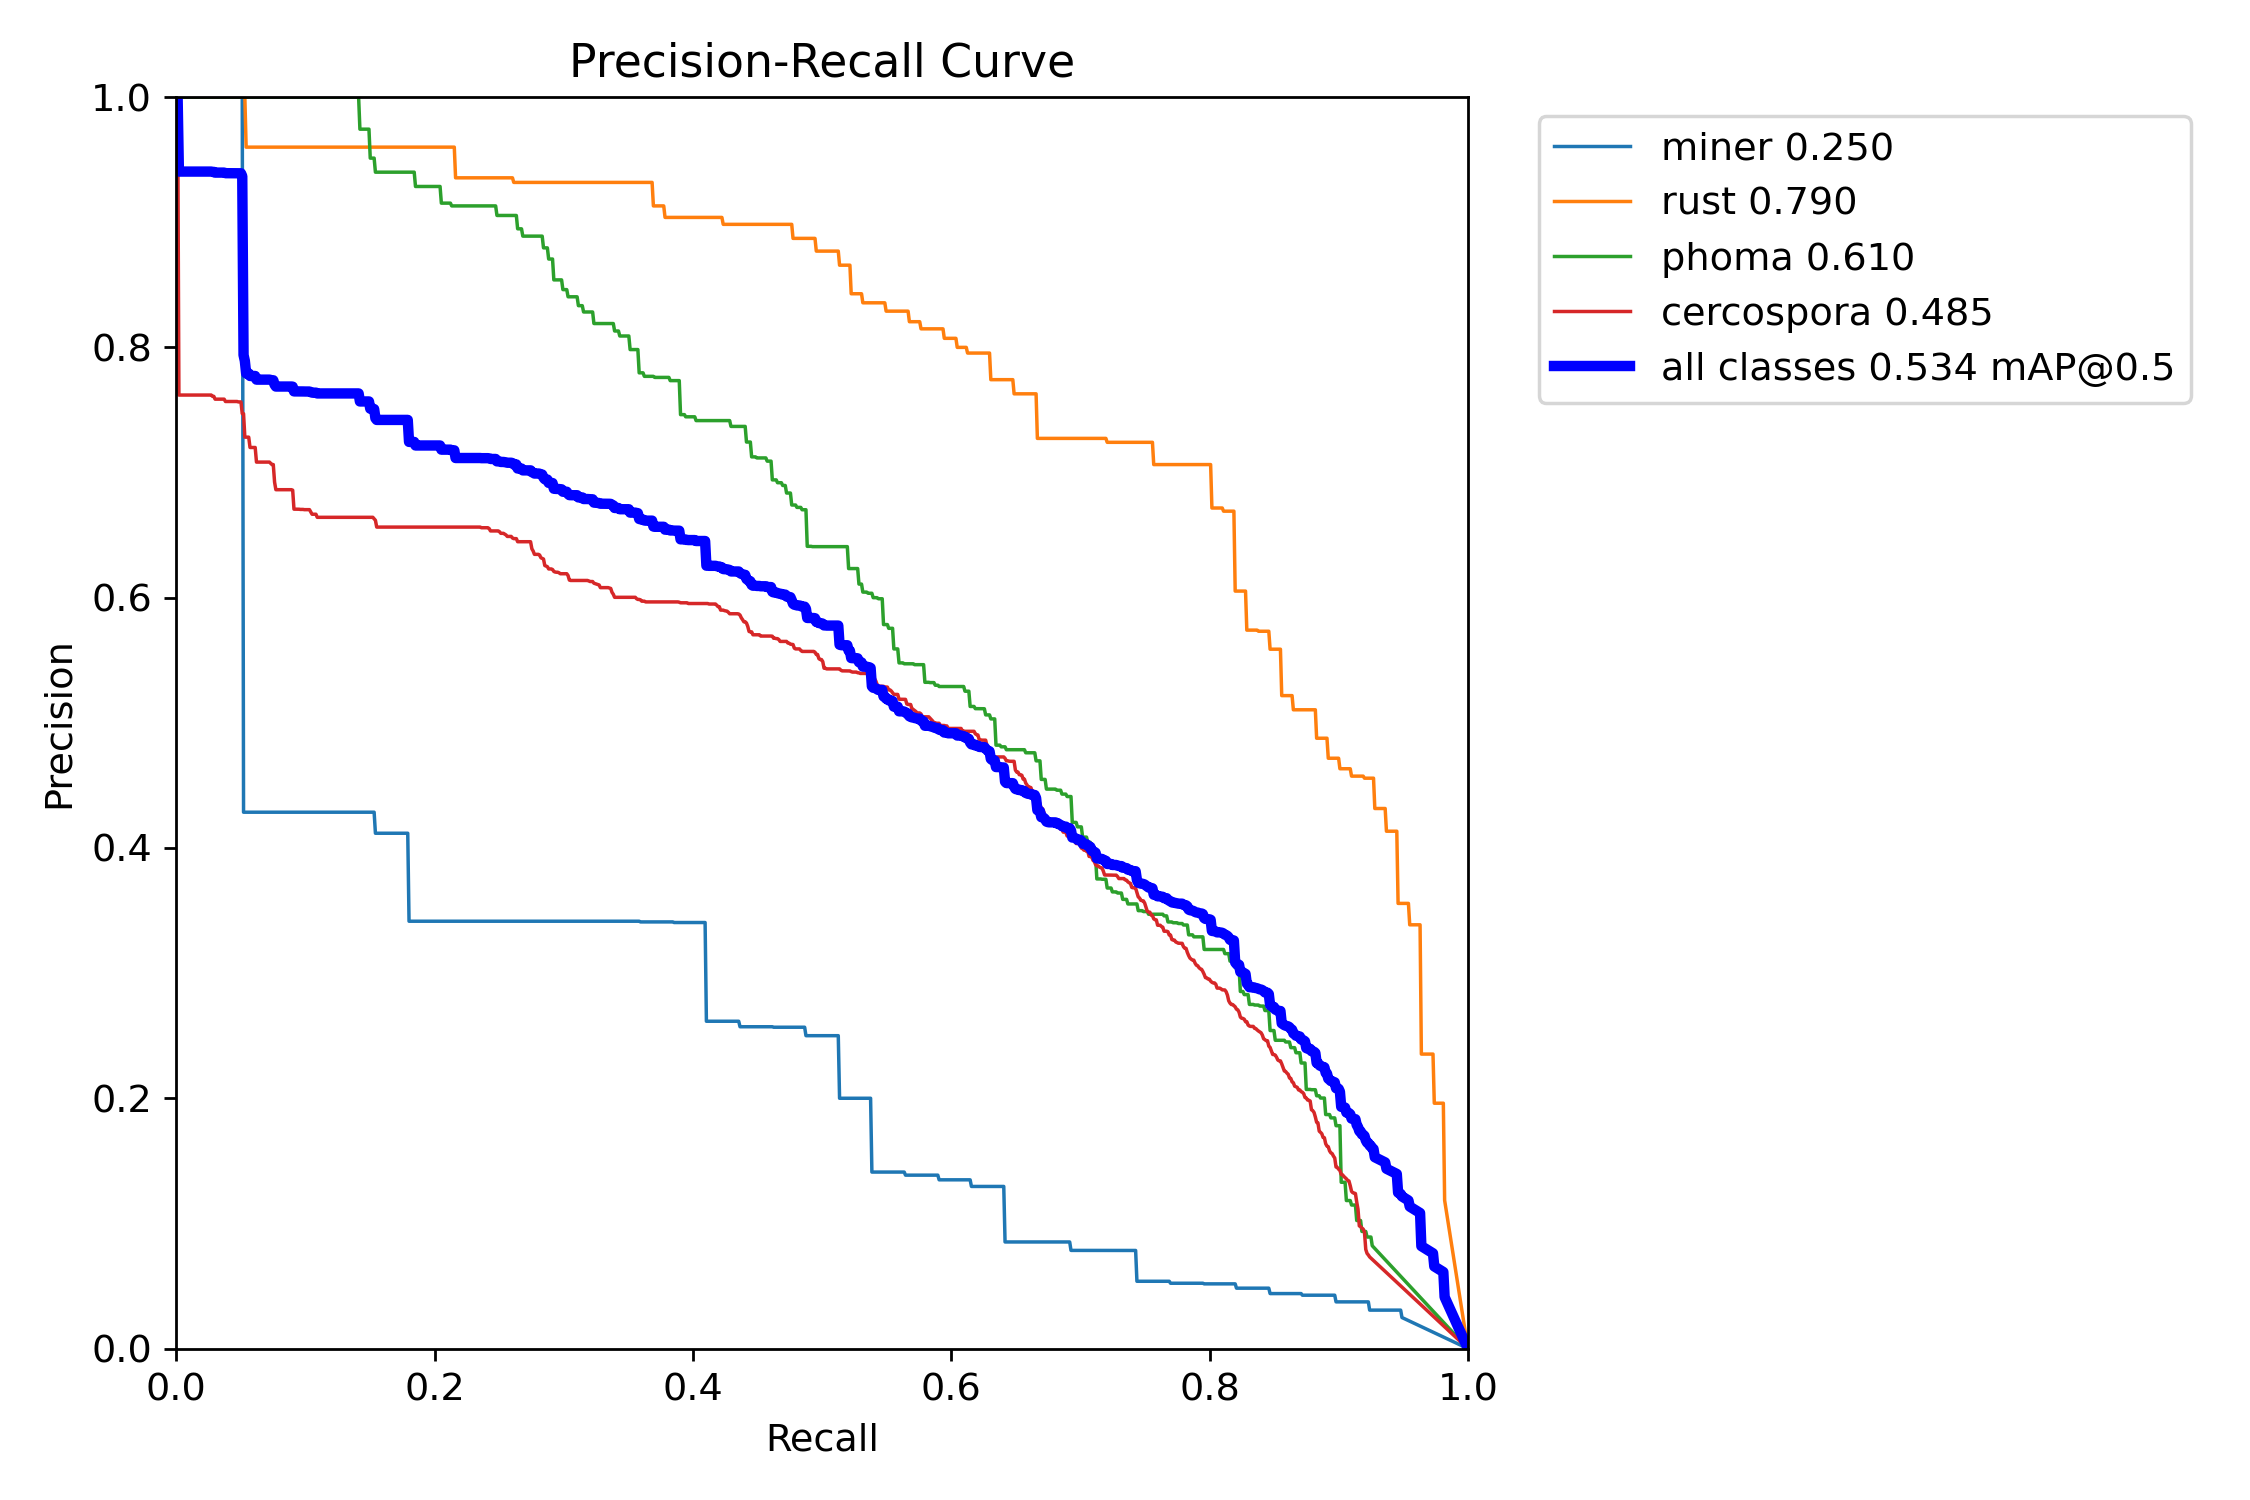 Precision-Recall Curve
1.0
0.8
0.6
0.4
0.2
0.0
Precision
0.0 0.2 0.4 0.6 0.8 1.0
Recall
miner 0.250
rust 0.790
phoma 0.610
cercospora 0.485
all classes 0.534 mAP@0.5